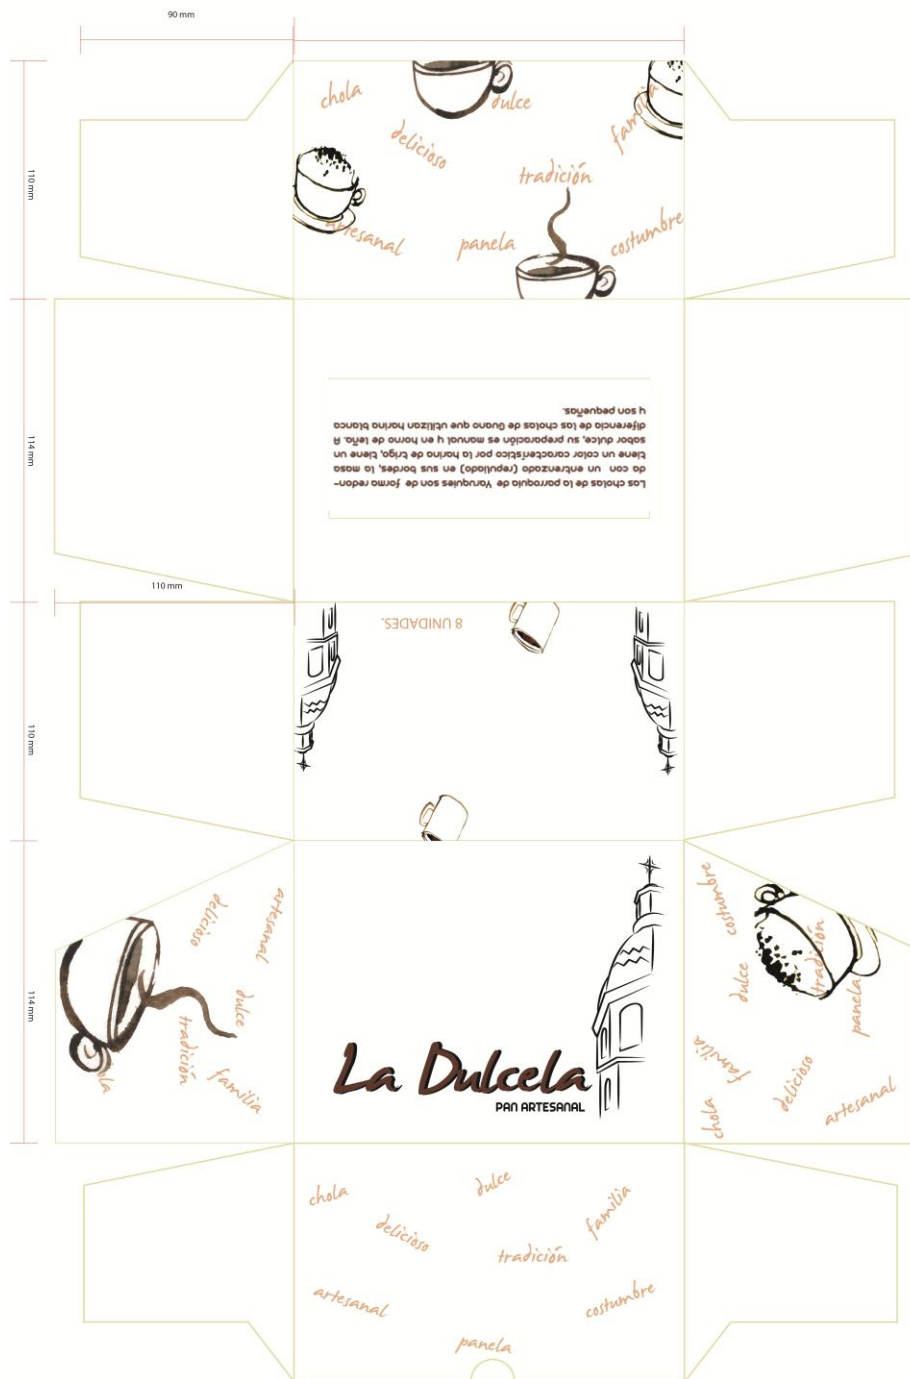 90 mm
110 mm
chola
dulce
familia
delicioso
tradición
artesanal
panela
costumbre
114 mm
Las cholas de la parroquia de Yaruquies son de forma redon-
da con un entrenzado (repullado) en sus bordes, la masa
tiene un color característico por la harina de trigo, tiene un
sabor dulce, su preparación es manual y en horno de leña. A
diferencia de las cholas de Guano que utilizan harina blanca
y son pequeñas.
110 mm
110 mm
8 UNIDADES.
114 mm
artesanal
delicioso
dulce
tradición
familia
La Dulcela
PAN ARTESANAL
costumbre
tradición
dulce
panela
familia
delicioso
chola
artesanal
chola
dulce
familia
delicioso
tradición
artesanal
costumbre
panela